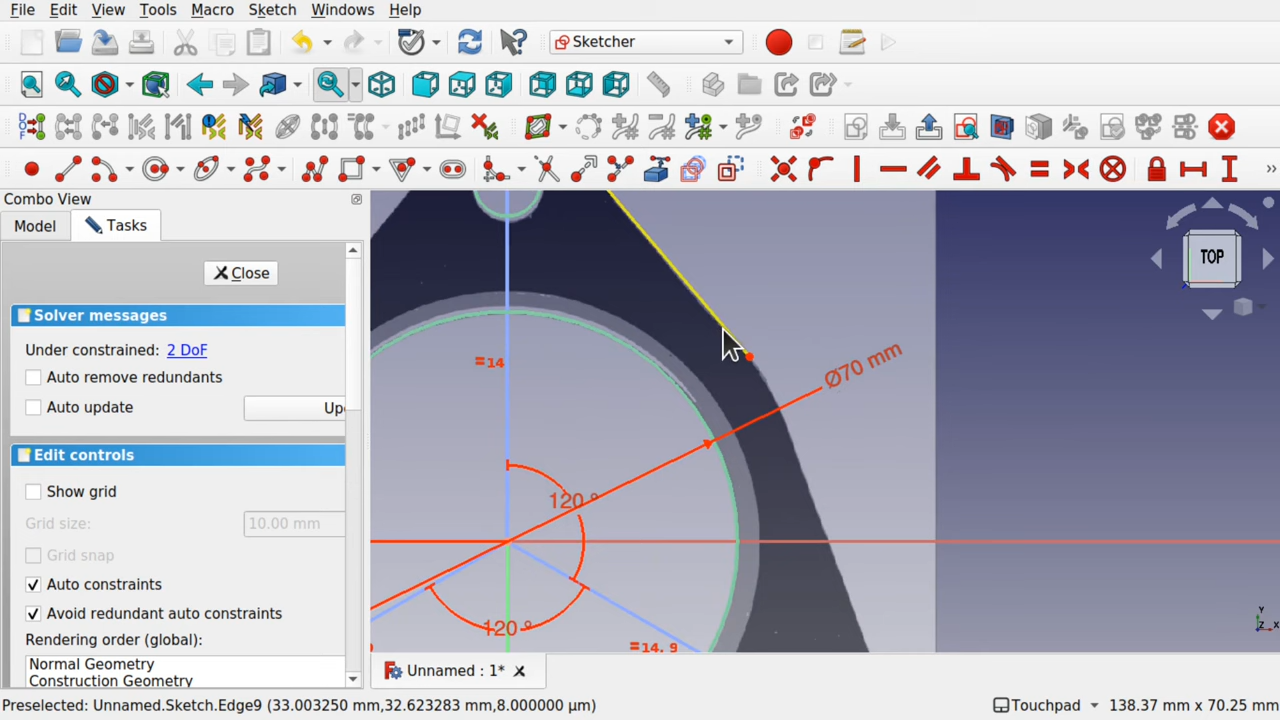 File Edit View Tools Macro Sketch Windows Help
Sketcher
Combo View
Model Tasks
Close
Solver messages
Under constrained: 2 DoF
Auto remove redundants
Auto update
Edit controls
Show grid
Grid size: 10.00 mm
Grid snap
Auto constraints
Avoid redundant auto constraints
Rendering order (global):
Normal Geometry
Construction Geometry
TOP
Ø70 mm
=14
120 °
120 °
=14, 9
Y
Z X
Unnamed : 1*
Preselected: Unnamed.Sketch.Edge9 (33.003250 mm,32.623283 mm,8.000000 µm)
Touchpad 138.37 mm x 70.25 mm